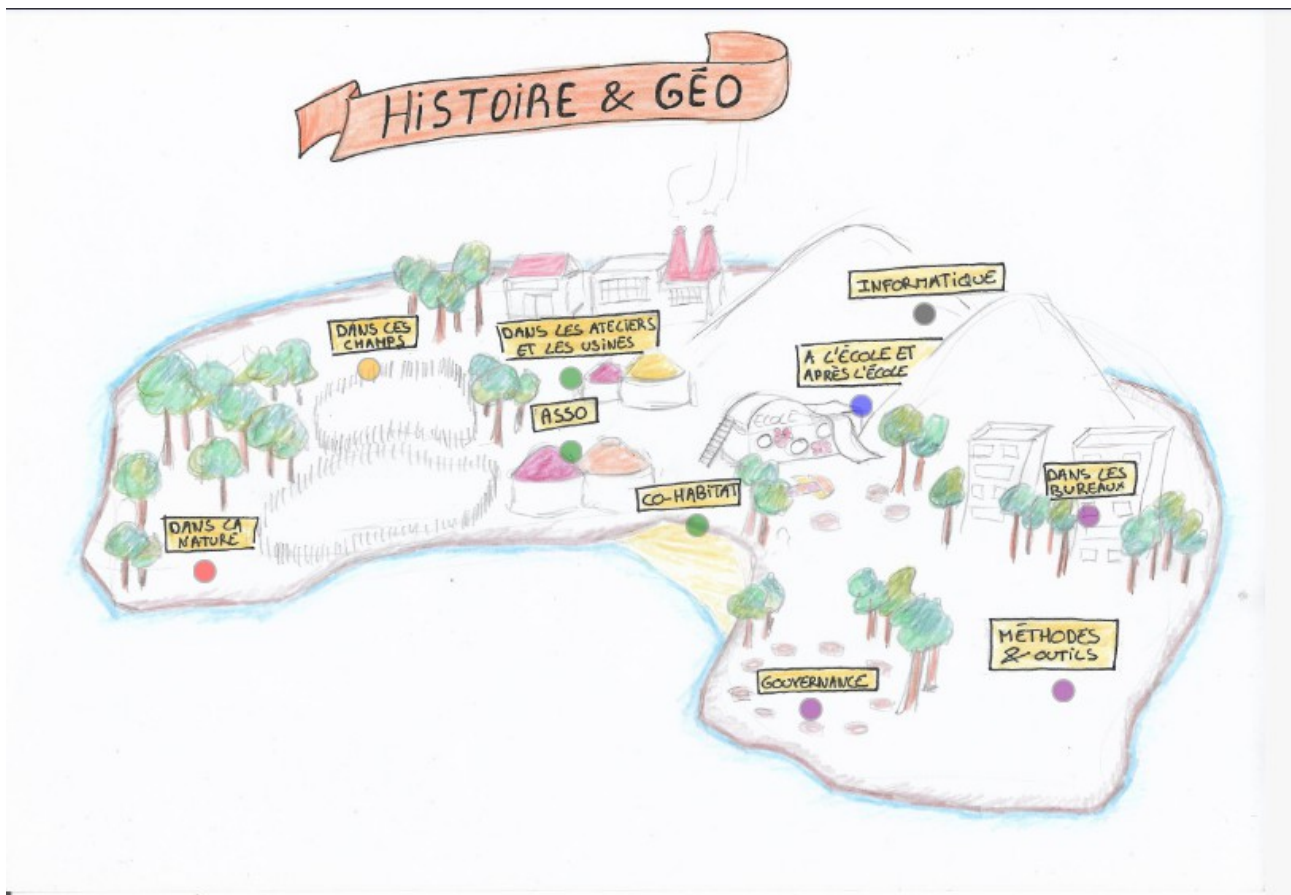 HiSTOiRE & GÉO
INFORMATiQUE
DANS LES
CHAMPS
DANS LES ATELiERS
ET LES USiNES
A L'ÉCOLE ET
APRÈS L'ÉCOLE
ASSO
ECOLE
CO-HABiTAT
DANS LES
BUREAUX
DANS LA
NATURE
MÉTHODES
& OUTiLS
GOUVERNANCE